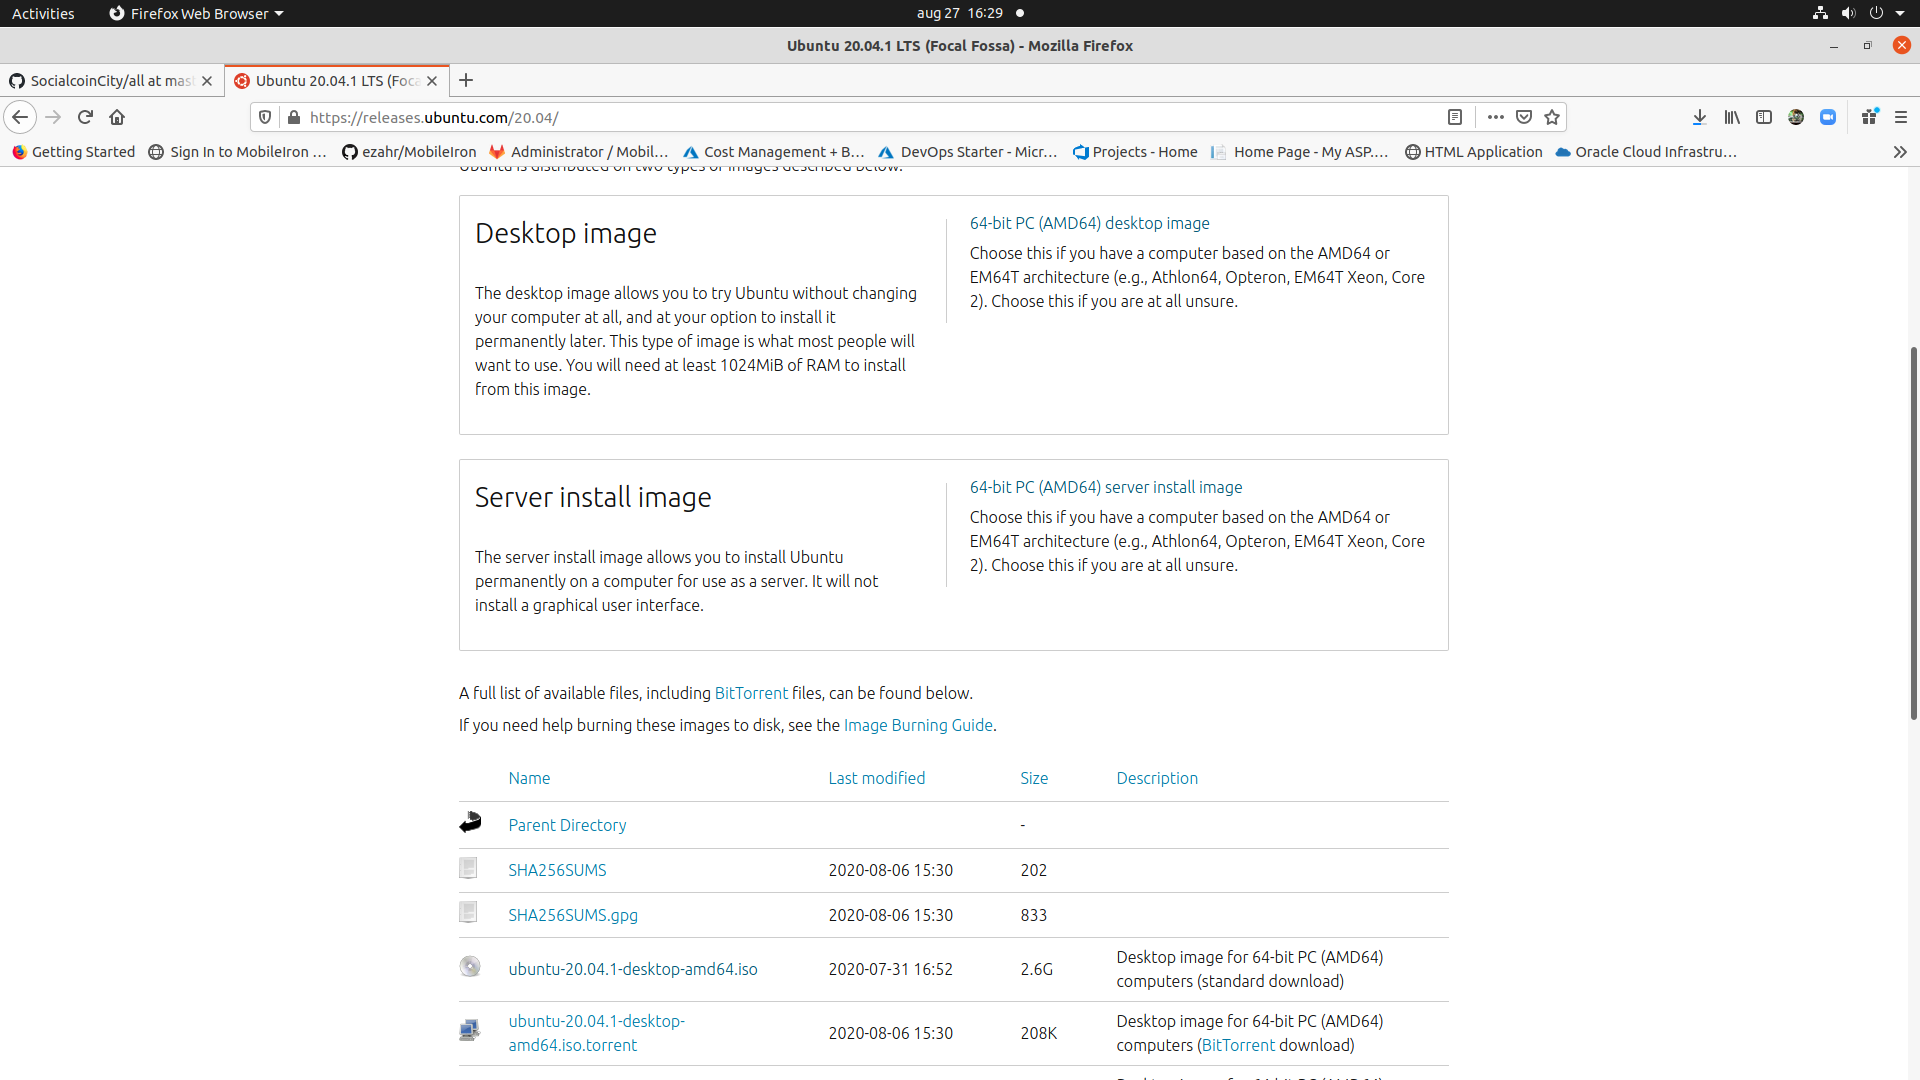 Activities
Firefox Web Browser
aug 27 16:29
Ubuntu 20.04.1 LTS (Focal Fossa) - Mozilla Firefox
SocialcoinCity/all at mas
Ubuntu 20.04.1 LTS (Foca
https://releases.ubuntu.com/20.04/
Getting Started
Sign In to MobileIron …
ezahr/MobileIron
Administrator / Mobil…
Cost Management + B…
DevOps Starter - Micr…
Projects - Home
Home Page - My ASP.…
HTML Application
Oracle Cloud Infrastru…
Ubuntu is distributed on two types of images described below.
Desktop image
The desktop image allows you to try Ubuntu without changing
your computer at all, and at your option to install it
permanently later. This type of image is what most people will
want to use. You will need at least 1024MiB of RAM to install
from this image.
64-bit PC (AMD64) desktop image
Choose this if you have a computer based on the AMD64 or
EM64T architecture (e.g., Athlon64, Opteron, EM64T Xeon, Core
2). Choose this if you are at all unsure.
Server install image
The server install image allows you to install Ubuntu
permanently on a computer for use as a server. It will not
install a graphical user interface.
64-bit PC (AMD64) server install image
Choose this if you have a computer based on the AMD64 or
EM64T architecture (e.g., Athlon64, Opteron, EM64T Xeon, Core
2). Choose this if you are at all unsure.
A full list of available files, including BitTorrent files, can be found below.
If you need help burning these images to disk, see the Image Burning Guide.
Name Last modified Size Description
Parent Directory -
SHA256SUMS 2020-08-06 15:30 202
SHA256SUMS.gpg 2020-08-06 15:30 833
ubuntu-20.04.1-desktop-amd64.iso 2020-07-31 16:52 2.6G Desktop image for 64-bit PC (AMD64)
computers (standard download)
ubuntu-20.04.1-desktop-
amd64.iso.torrent 2020-08-06 15:30 208K Desktop image for 64-bit PC (AMD64)
computers (BitTorrent download)